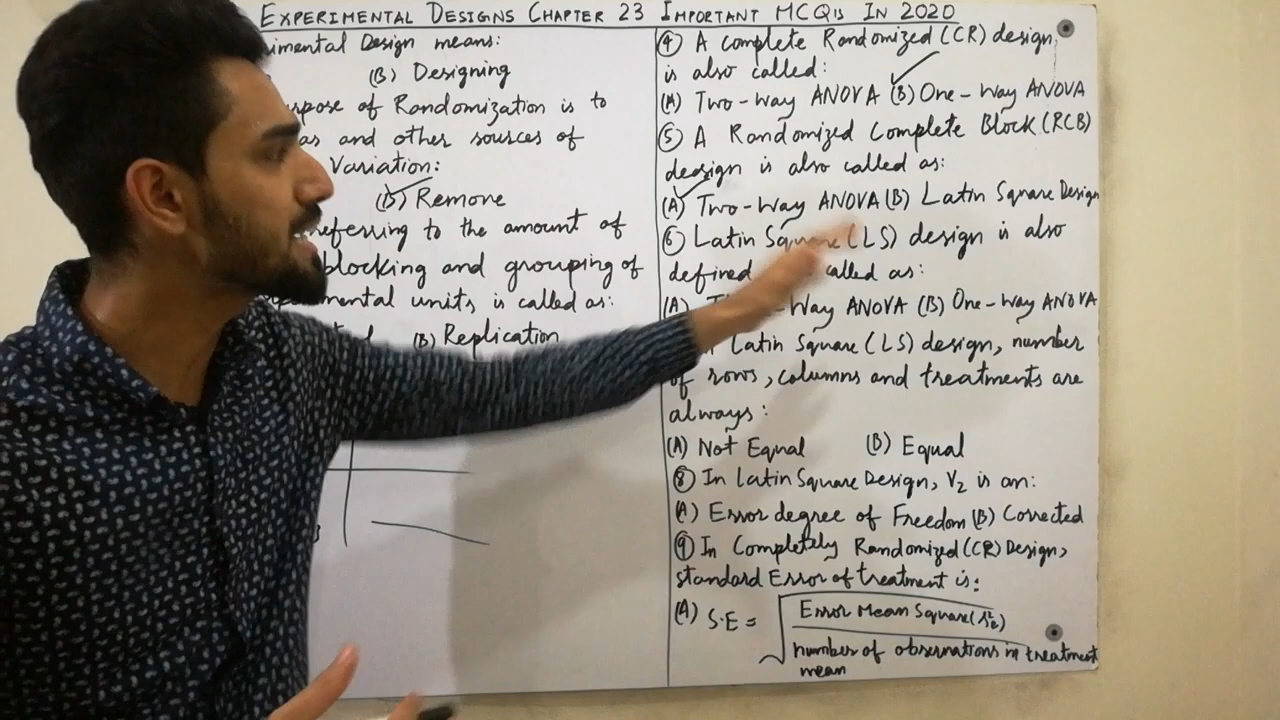 EXPERIMENTAL DESIGNS CHAPTER 23 IMPORTANT MCQ'S IN 2020
imental Design means:
(B) Designing
pose of Randomization is to
as and other sources of
Variation:
(B) Remove
referring to the amount of
blocking and grouping of
mental units is called as:
(B) Replication
④ A complete Randomized (CR) design,
is also called:
(A) Two-Way ANOVA (B) One-Way ANOVA
⑤ A Randomized Complete Block (RCB)
design is also called as:
(A) Two-Way ANOVA (B) Latin Square Design
⑥ Latin Square (LS) design is also
defined called as:
(A) Way ANOVA (B) One-Way ANOVA
Latin Square (LS) design, number
of rows, columns and treatments are
always:
(A) Not Equal (B) Equal
⑧ In Latin Square Design, V₂ is an:
(A) Error degree of Freedom (B) Corrected
⑨ In Completely Randomized (CR) Design,
standard Error of treatment is:
(A) S.E = √ Error Mean Square
number of observations in treatment
mean